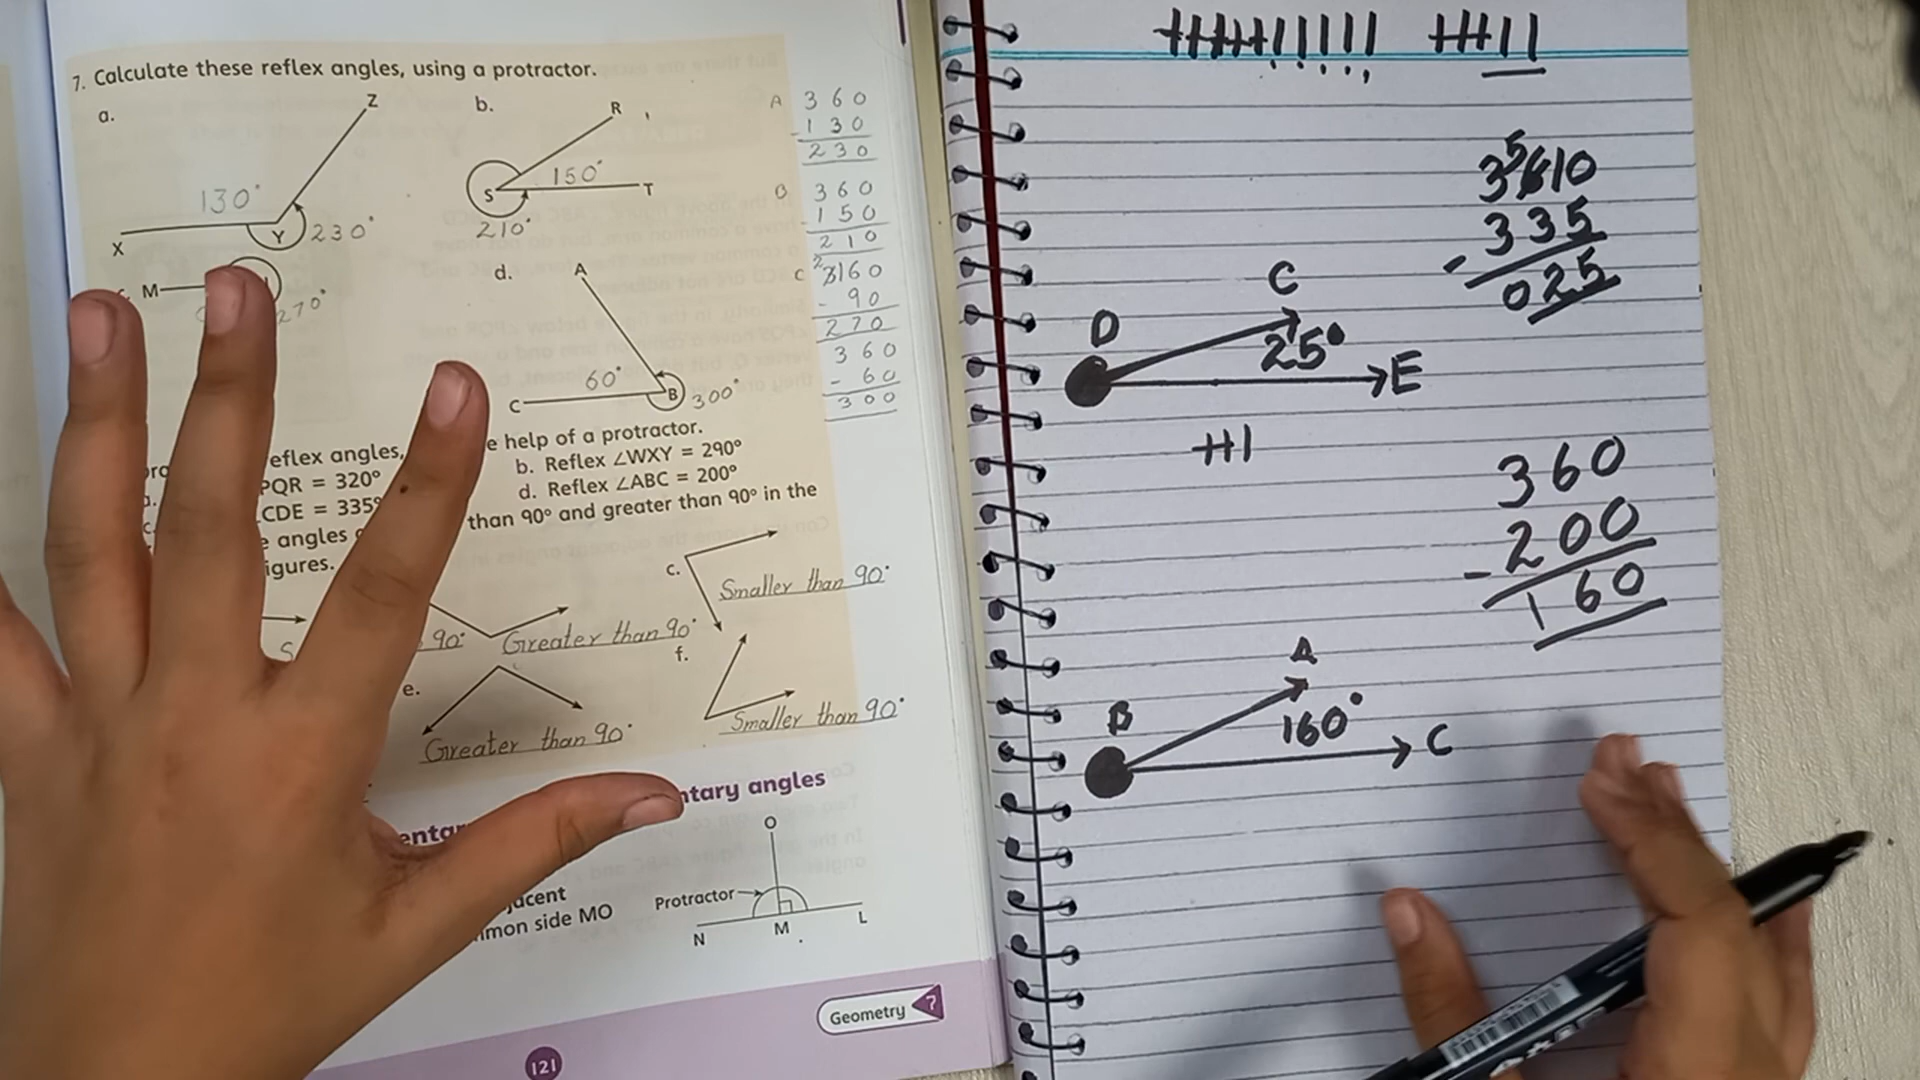 7. Calculate these reflex angles, using a protractor.
a.
Z
130°
X
Y
230°
b.
R
S
150°
T
210°
A 360
- 130
230
B 360
- 150
210
C 23160
- 90
270
360
- 60
300
M
270°
d.
A
60°
C
B
300°
eflex angles, e help of a protractor.
PQR = 320°
b. Reflex ∠WXY = 290°
c.
CDE = 335°
d. Reflex ∠ABC = 200°
angles than 90° and greater than 90° in the
igures.
S
90°
Greater than 90°
c.
Smaller than 90°
e.
Greater than 90°
f.
Smaller than 90°
ntary angles
jacent
mmon side MO
O
Protractor
N
M
L
Geometry 7
121
35610
- 335
025
D
C
25°
E
360
- 200
160
A
B
160°
C